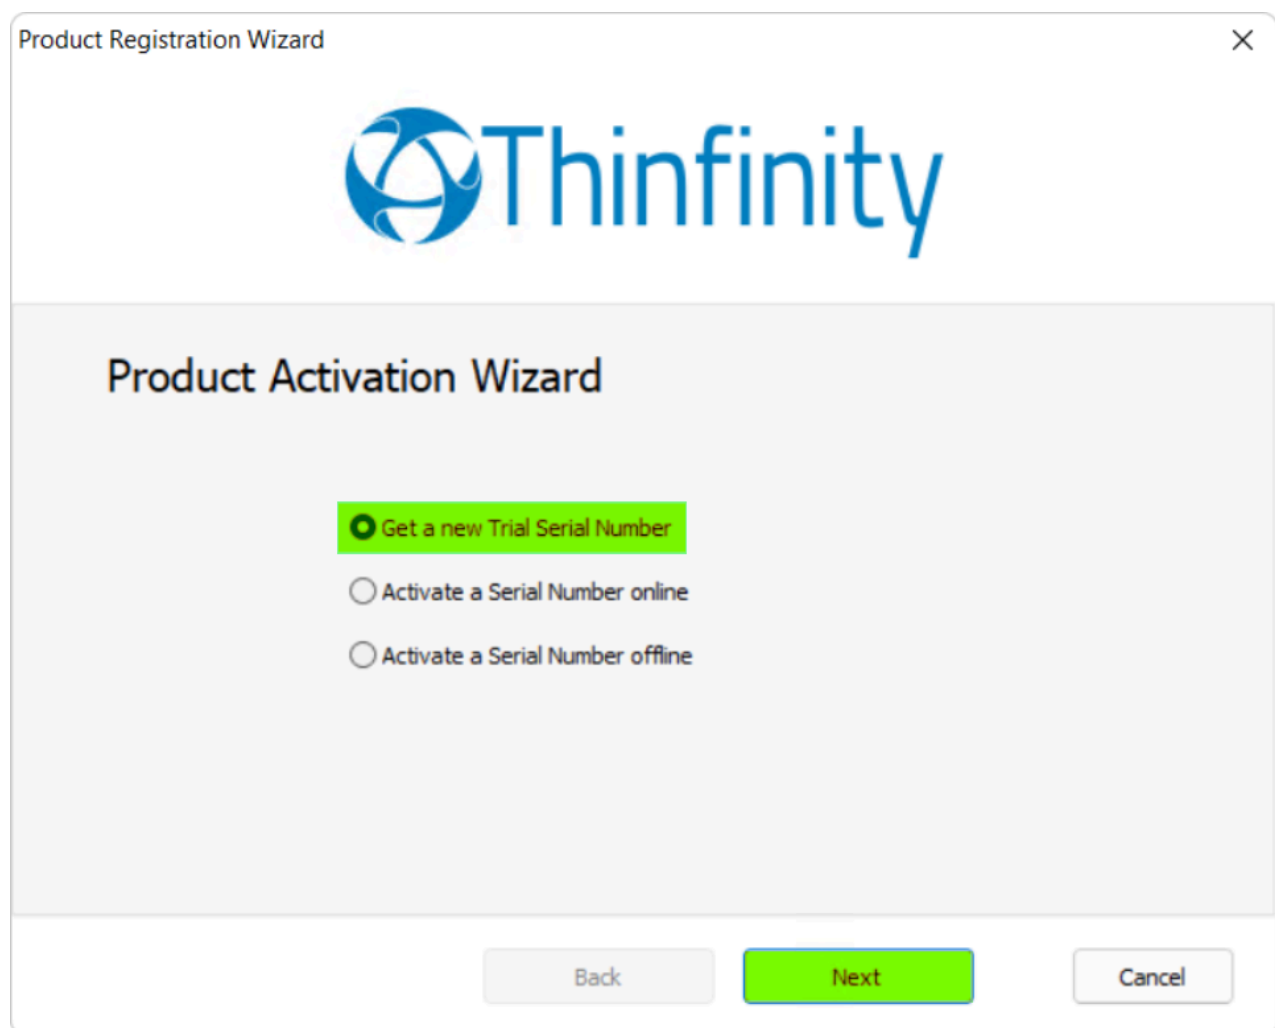 Product Registration Wizard
Thinfinity
Product Activation Wizard
Get a new Trial Serial Number
Activate a Serial Number online
Activate a Serial Number offline
Back
Next
Cancel